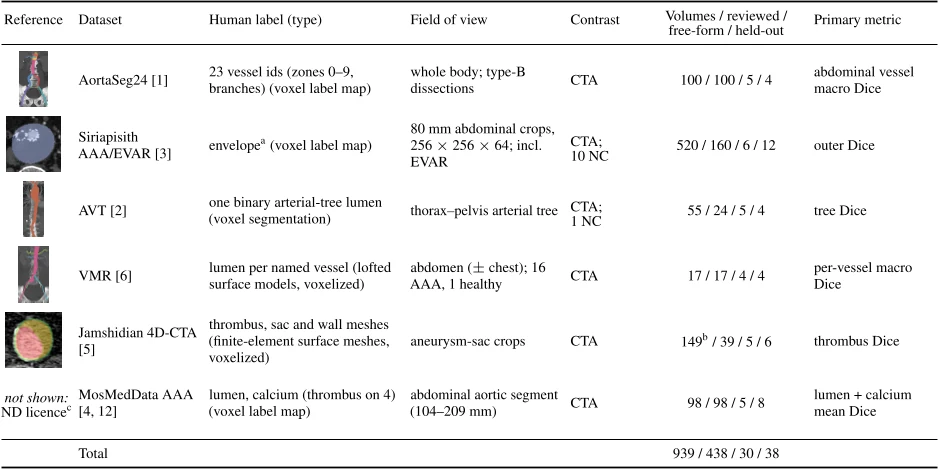 Reference Dataset Human label (type) Field of view Contrast Volumes / reviewed / free-form / held-out Primary metric
AortaSeg24 [1] 23 vessel ids (zones 0–9, branches) (voxel label map) whole body; type-B dissections CTA 100 / 100 / 5 / 4 abdominal vessel macro Dice
Siriapisith AAA/EVAR [3] envelopeᵃ (voxel label map) 80 mm abdominal crops, 256 × 256 × 64; incl. EVAR CTA; 10 NC 520 / 160 / 6 / 12 outer Dice
AVT [2] one binary arterial-tree lumen (voxel segmentation) thorax–pelvis arterial tree CTA; 1 NC 55 / 24 / 5 / 4 tree Dice
VMR [6] lumen per named vessel (lofted surface models, voxelized) abdomen (± chest); 16 AAA, 1 healthy CTA 17 / 17 / 4 / 4 per-vessel macro Dice
Jamshidian 4D-CTA [5] thrombus, sac and wall meshes (finite-element surface meshes, voxelized) aneurysm-sac crops CTA 149ᵇ / 39 / 5 / 6 thrombus Dice
not shown: ND licenceᶜ MosMedData AAA [4, 12] lumen, calcium (thrombus on 4) (voxel label map) abdominal aortic segment (104–209 mm) CTA 98 / 98 / 5 / 8 lumen + calcium mean Dice
Total 939 / 438 / 30 / 38